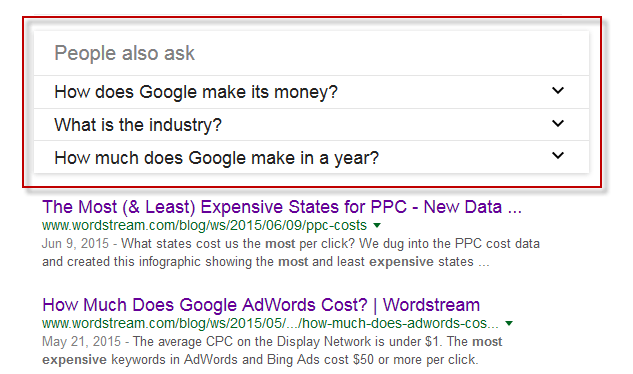 People also ask
How does Google make its money?
What is the industry?
How much does Google make in a year?
The Most (& Least) Expensive States for PPC - New Data ...
www.wordstream.com/blog/ws/2015/06/09/ppc-costs
Jun 9, 2015 - What states cost us the most per click? We dug into the PPC cost data
and created this infographic showing the most and least expensive states ...
How Much Does Google AdWords Cost? | Wordstream
www.wordstream.com/blog/ws/2015/05/.../how-much-does-adwords-cos...
May 21, 2015 - The average CPC on the Display Network is under $1. The most
expensive keywords in AdWords and Bing Ads cost $50 or more per click.